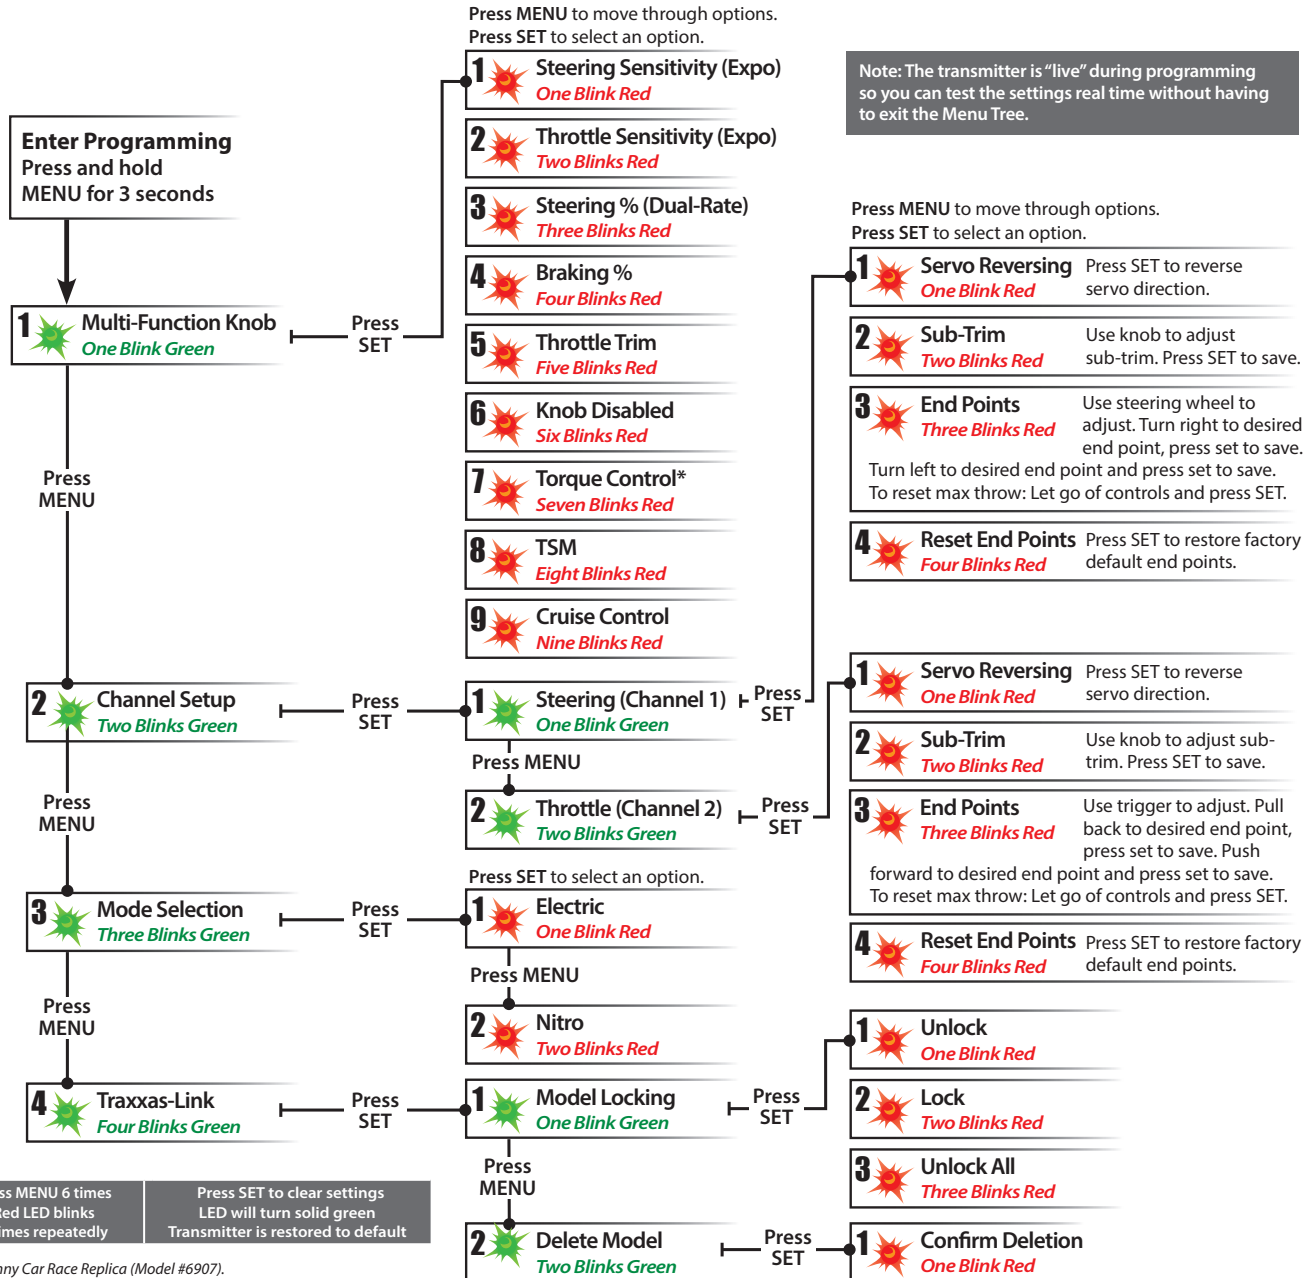 Press MENU to move through options.
Press SET to select an option.
1 Steering Sensitivity (Expo)
One Blink Red
Note: The transmitter is “live” during programming
so you can test the settings real time without having
to exit the Menu Tree.
Enter Programming
Press and hold
MENU for 3 seconds
2 Throttle Sensitivity (Expo)
Two Blinks Red
3 Steering % (Dual-Rate)
Three Blinks Red
4 Braking %
Four Blinks Red
5 Throttle Trim
Five Blinks Red
6 Knob Disabled
Six Blinks Red
7 Torque Control*
Seven Blinks Red
8 TSM
Eight Blinks Red
9 Cruise Control
Nine Blinks Red
1 Multi-Function Knob
One Blink Green
Press
SET
Press
MENU
2 Channel Setup
Two Blinks Green
Press
SET
1 Steering (Channel 1)
One Blink Green
Press
SET
Press MENU
2 Throttle (Channel 2)
Two Blinks Green
Press
SET
Press MENU to move through options.
Press SET to select an option.
1 Servo Reversing
One Blink Red
Press SET to reverse
servo direction.
2 Sub-Trim
Two Blinks Red
Use knob to adjust
sub-trim. Press SET to save.
3 End Points
Three Blinks Red
Use steering wheel to
adjust. Turn right to desired
end point, press set to save.
Turn left to desired end point and press set to save.
To reset max throw: Let go of controls and press SET.
4 Reset End Points
Four Blinks Red
Press SET to restore factory
default end points.
1 Servo Reversing
One Blink Red
Press SET to reverse
servo direction.
2 Sub-Trim
Two Blinks Red
Use knob to adjust sub-
trim. Press SET to save.
3 End Points
Three Blinks Red
Use trigger to adjust. Pull
back to desired end point,
press set to save. Push
forward to desired end point and press set to save.
To reset max throw: Let go of controls and press SET.
4 Reset End Points
Four Blinks Red
Press SET to restore factory
default end points.
Press
MENU
3 Mode Selection
Three Blinks Green
Press
SET
Press SET to select an option.
1 Electric
One Blink Red
Press MENU
2 Nitro
Two Blinks Red
Press
MENU
4 Traxxas-Link
Four Blinks Green
Press
SET
1 Model Locking
One Blink Green
Press
SET
1 Unlock
One Blink Red
2 Lock
Two Blinks Red
3 Unlock All
Three Blinks Red
Press
MENU
2 Delete Model
Two Blinks Green
Press
SET
1 Confirm Deletion
One Blink Red
ss MENU 6 times
Red LED blinks
imes repeatedly
Press SET to clear settings
LED will turn solid green
Transmitter is restored to default
nny Car Race Replica (Model #6907).